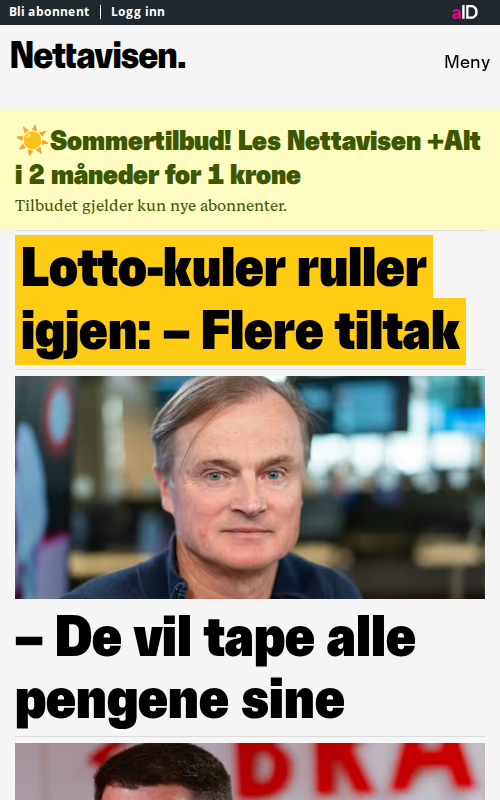 Bli abonnent
Logg inn
aID
Nettavisen.
Meny
☀️Sommertilbud! Les Nettavisen +Alt
i 2 måneder for 1 krone
Tilbudet gjelder kun nye abonnenter.
Lotto-kuler ruller
igjen: – Flere tiltak
– De vil tape alle
pengene sine
BRA